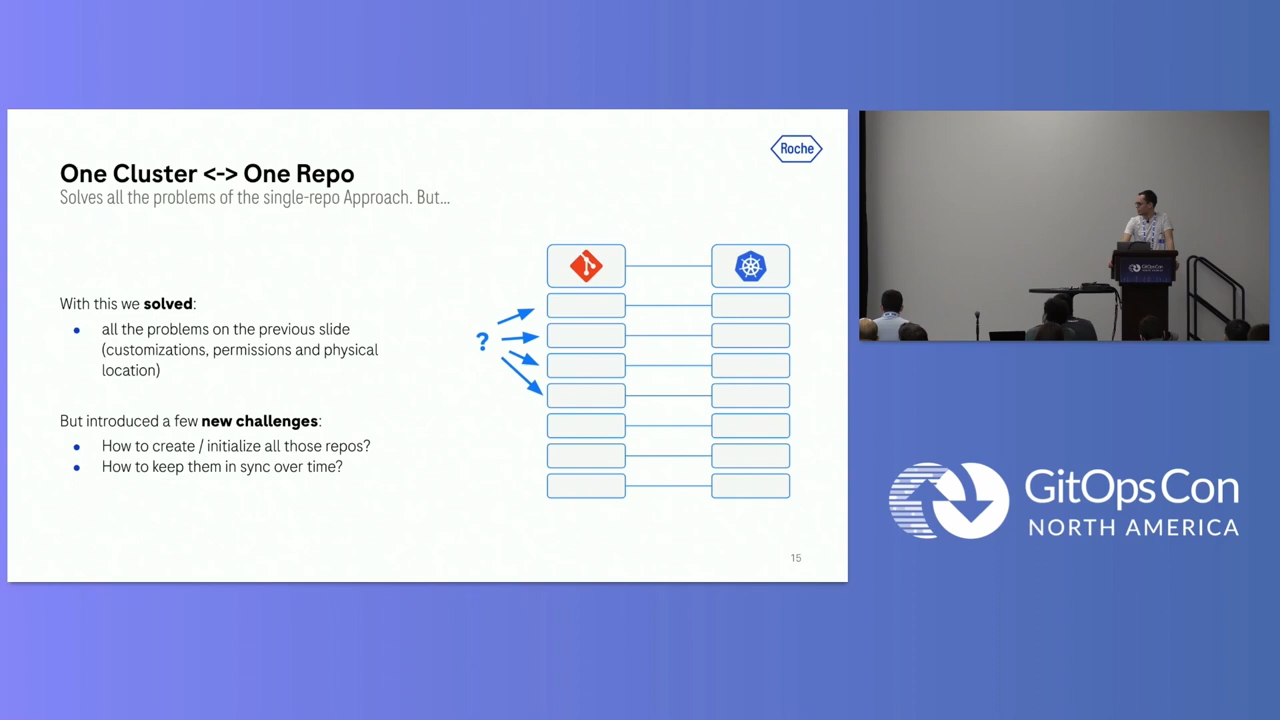 Roche
One Cluster <-> One Repo
Solves all the problems of the single-repo Approach. But...
With this we solved:
all the problems on the previous slide
(customizations, permissions and physical
location)
But introduced a few new challenges:
How to create / initialize all those repos?
How to keep them in sync over time?
?
15
GitOpsCon
NORTH AMERICA